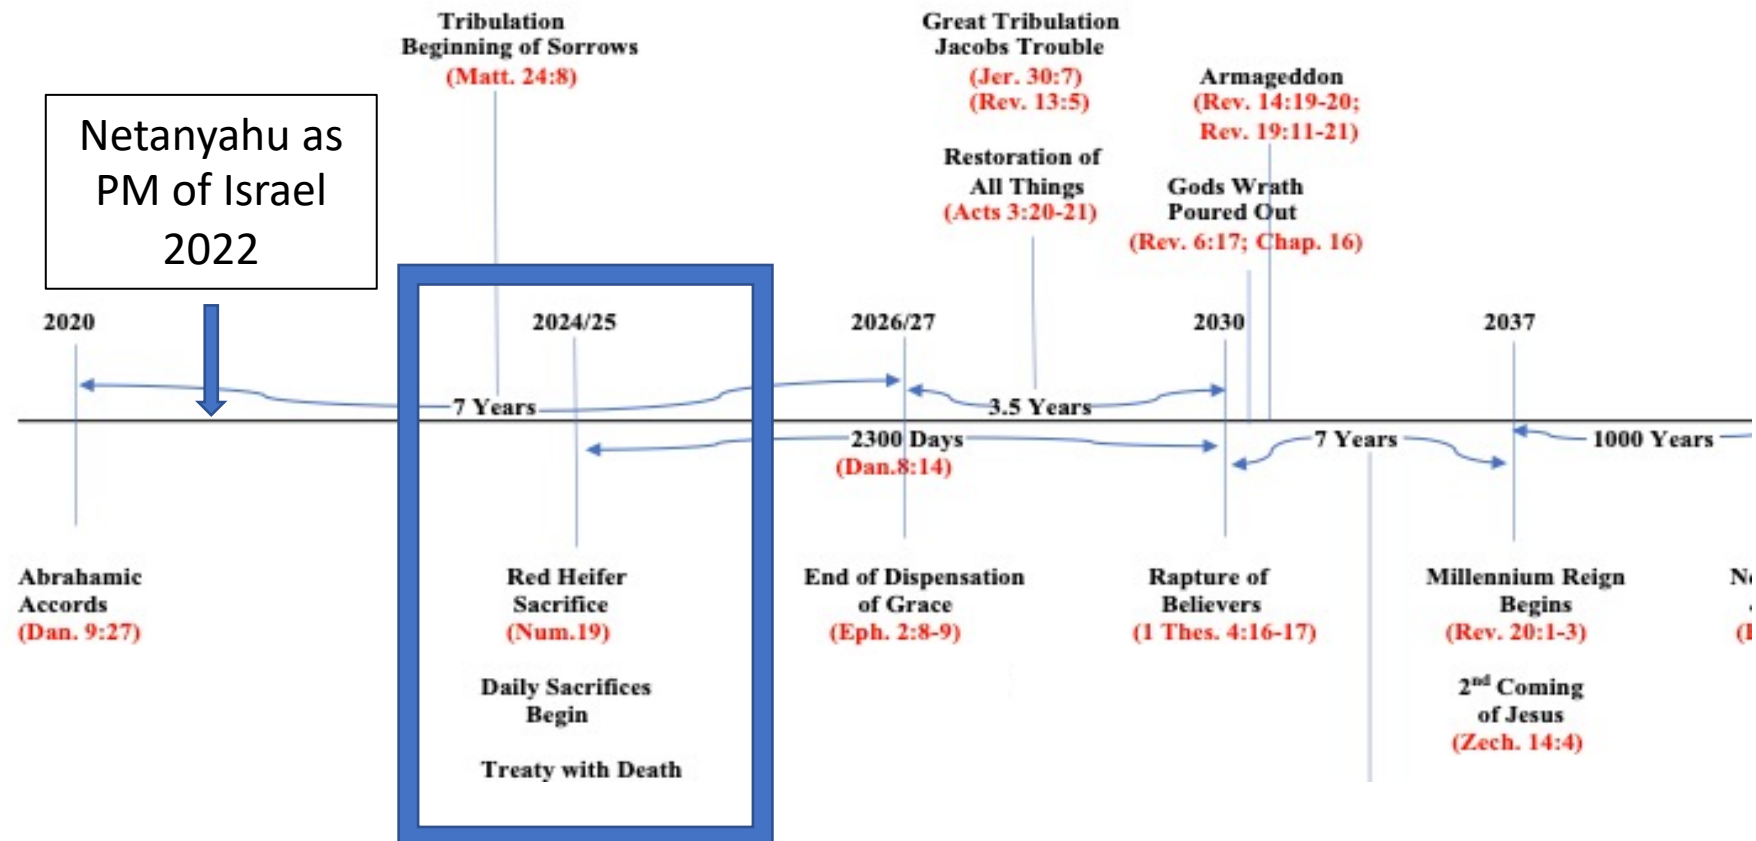 Tribulation
Beginning of Sorrows
(Matt. 24:8)
Great Tribulation
Jacobs Trouble
(Jer. 30:7)
(Rev. 13:5)
Armageddon
(Rev. 14:19-20;
Rev. 19:11-21)
Netanyahu as
PM of Israel
2022
Restoration of
All Things
(Acts 3:20-21)
Gods Wrath
Poured Out
(Rev. 6:17; Chap. 16)
2020
2024/25
2026/27
2030
2037
7 Years
3.5 Years
2300 Days
(Dan.8:14)
7 Years
1000 Years
Abrahamic
Accords
(Dan. 9:27)
Red Heifer
Sacrifice
(Num.19)
Daily Sacrifices
Begin
Treaty with Death
End of Dispensation
of Grace
(Eph. 2:8-9)
Rapture of
Believers
(1 Thes. 4:16-17)
Millennium Reign
Begins
(Rev. 20:1-3)
2nd Coming
of Jesus
(Zech. 14:4)